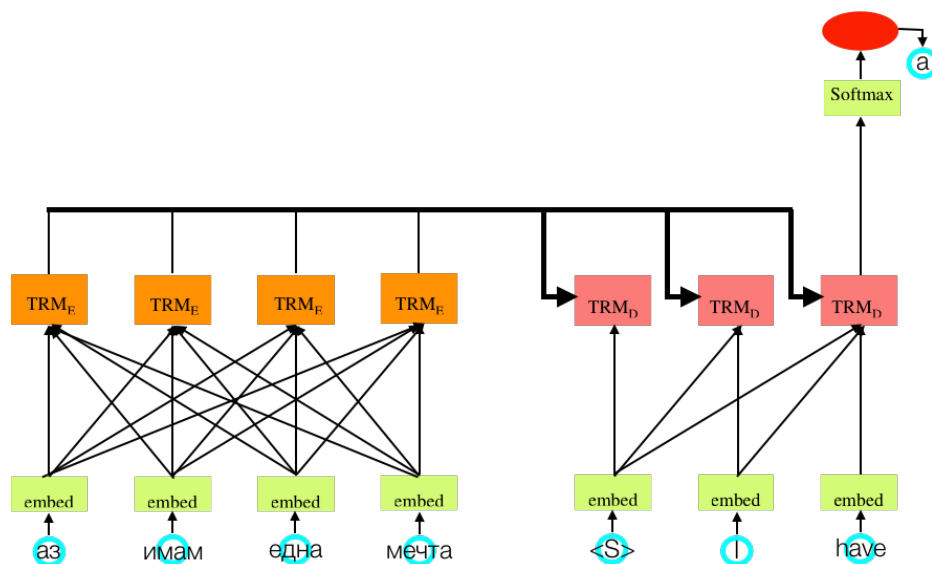 a
Softmax
TRM_E TRM_E TRM_E TRM_E TRM_D TRM_D TRM_D
embed embed embed embed embed embed embed
аз имам една мечта <S> I have